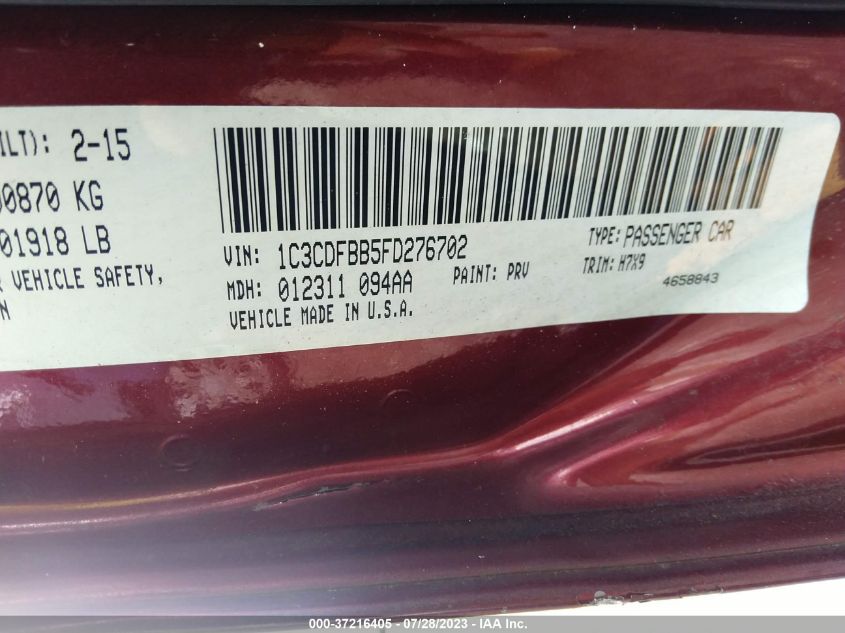 ILT): 2-15
00870 KG
01918 LB
R VEHICLE SAFETY,
N
VIN: 1C3CDFBB5FD276702
TYPE: PASSENGER CAR
MDH: 012311 094AA
PAINT: PRV
TRIM: H7X9
VEHICLE MADE IN U.S.A.
4658843
000-37216405 - 07/28/2023 - IAA Inc.